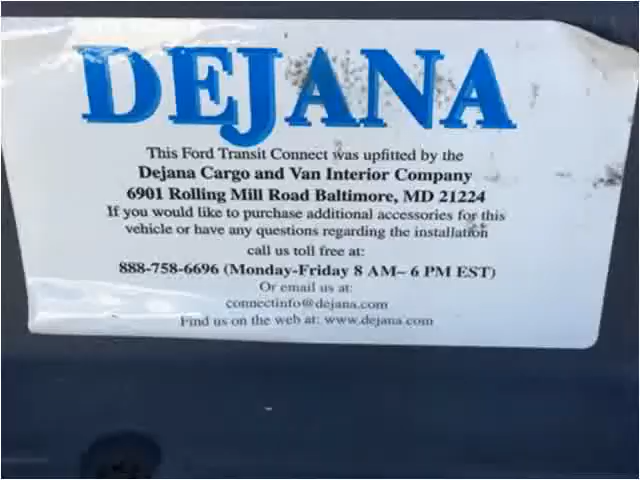 DEJANA
This Ford Transit Connect was upfitted by the
Dejana Cargo and Van Interior Company
6901 Rolling Mill Road Baltimore, MD 21224
If you would like to purchase additional accessories for this
vehicle or have any questions regarding the installation
call us toll free at:
888-758-6696 (Monday-Friday 8 AM– 6 PM EST)
Or email us at:
connectinfo@dejana.com
Find us on the web at: www.dejana.com